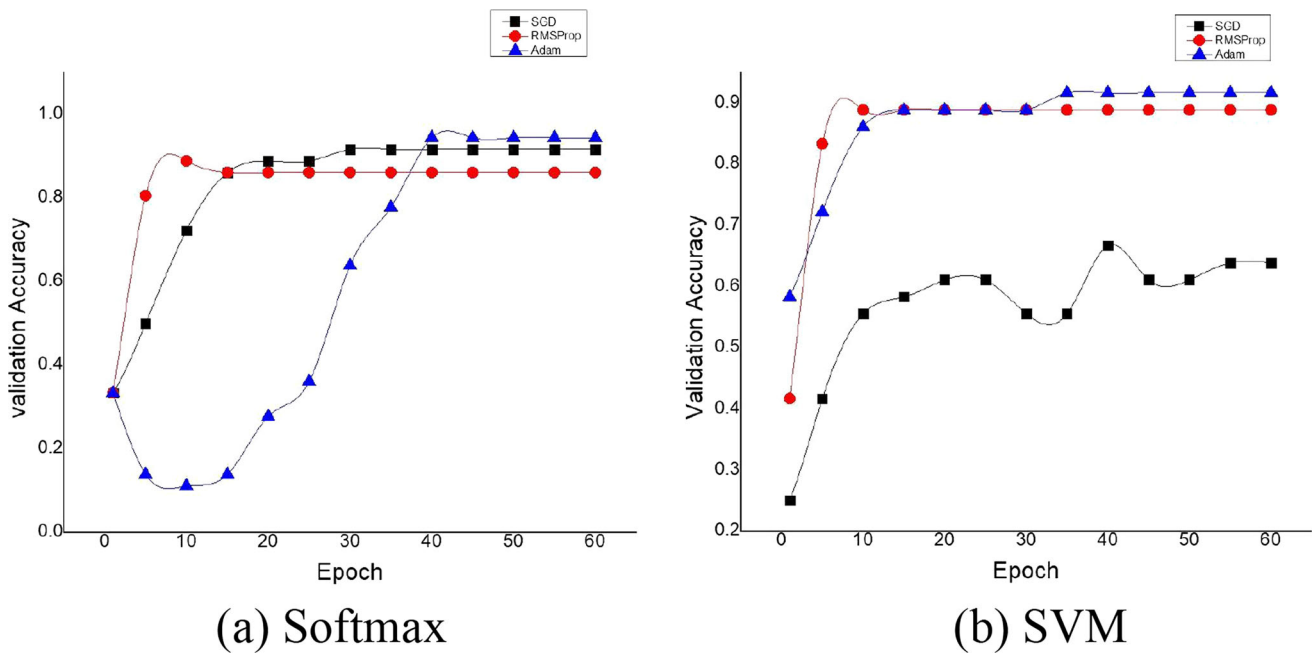 SGD
RMSProp
Adam
1.0
0.8
0.6
0.4
0.2
0.0
validation Accuracy
0 10 20 30 40 50 60
Epoch
(a) Softmax
SGD
RMSProp
Adam
0.9
0.8
0.7
0.6
0.5
0.4
0.3
0.2
Validation Accuracy
0 10 20 30 40 50 60
Epoch
(b) SVM